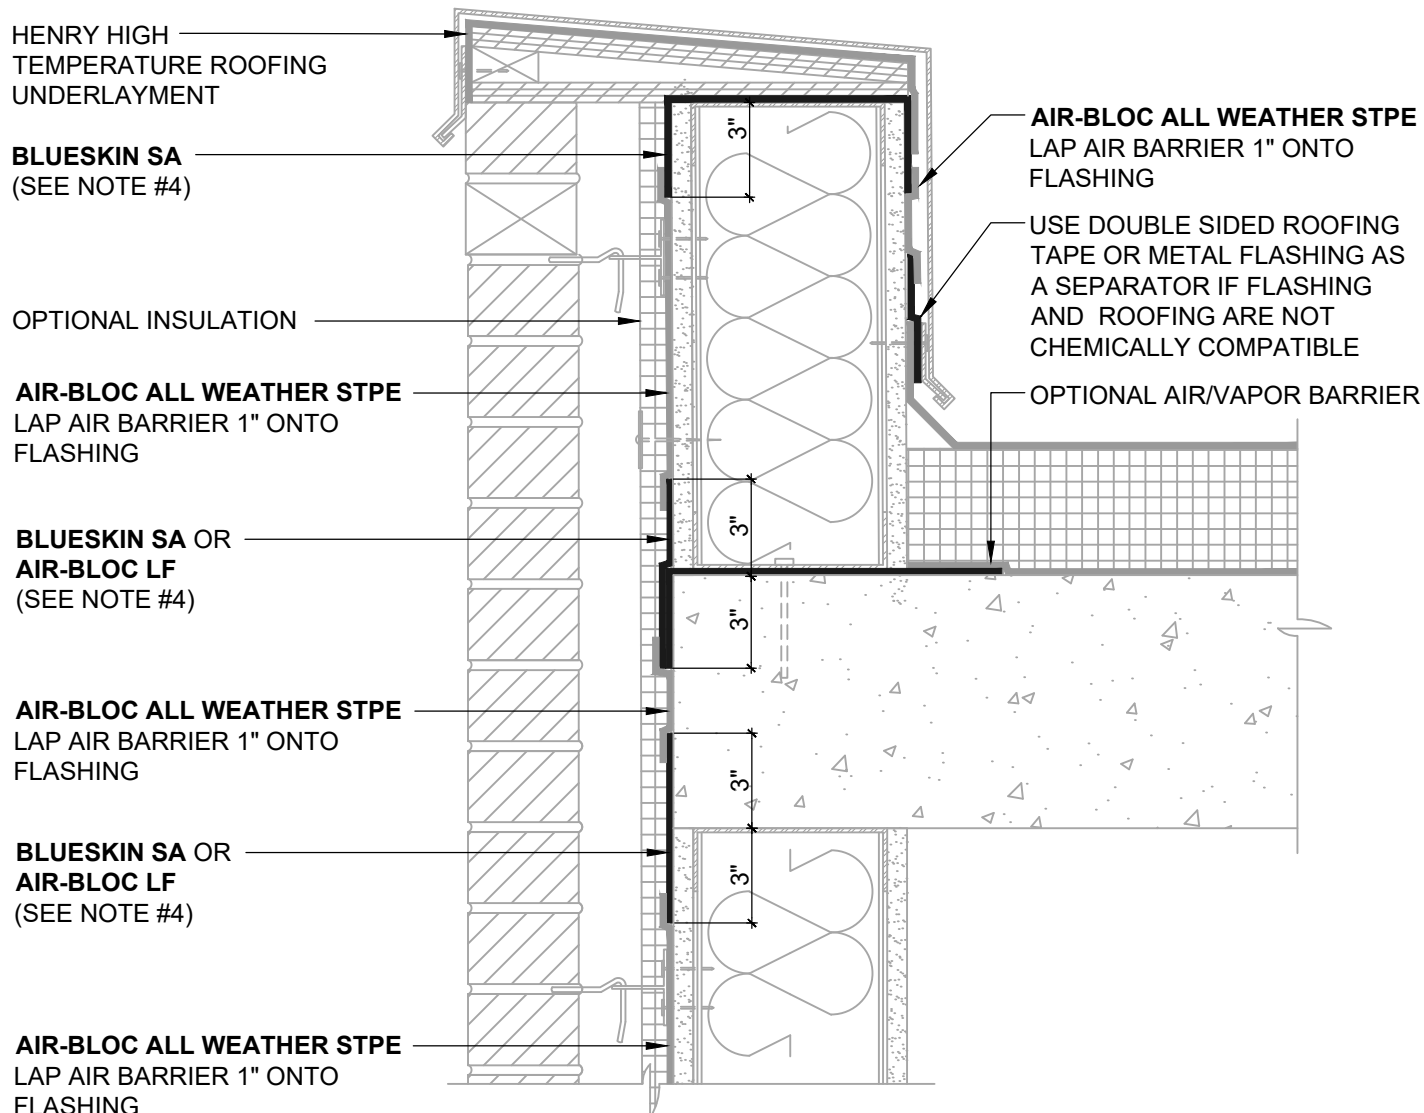 HENRY HIGH
TEMPERATURE ROOFING
UNDERLAYMENT
BLUESKIN SA
(SEE NOTE #4)
OPTIONAL INSULATION
AIR-BLOC ALL WEATHER STPE
LAP AIR BARRIER 1" ONTO
FLASHING
BLUESKIN SA OR
AIR-BLOC LF
(SEE NOTE #4)
AIR-BLOC ALL WEATHER STPE
LAP AIR BARRIER 1" ONTO
FLASHING
BLUESKIN SA OR
AIR-BLOC LF
(SEE NOTE #4)
AIR-BLOC ALL WEATHER STPE
LAP AIR BARRIER 1" ONTO
FLASHING
3"
3"
3"
3"
3"
AIR-BLOC ALL WEATHER STPE
LAP AIR BARRIER 1" ONTO
FLASHING
USE DOUBLE SIDED ROOFING
TAPE OR METAL FLASHING AS
A SEPARATOR IF FLASHING
AND ROOFING ARE NOT
CHEMICALLY COMPATIBLE
OPTIONAL AIR/VAPOR BARRIER